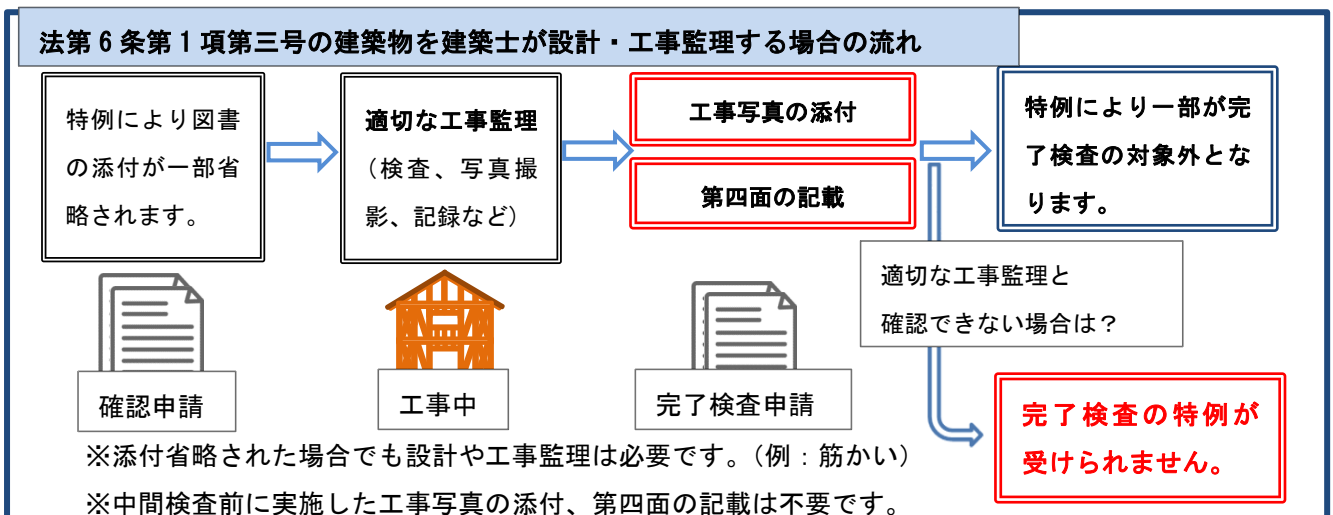 法第6条第1項第三号の建築物を建築士が設計・工事監理する場合の流れ
特例により図書
の添付が一部省
略されます。
適切な工事監理
(検査、写真撮
影、記録など)
工事写真の添付
第四面の記載
特例により一部が完
了検査の対象外とな
ります。
適切な工事監理と
確認できない場合は?
確認申請
工事中
完了検査申請
完了検査の特例が
受けられません。
※添付省略された場合でも設計や工事監理は必要です。(例:筋かい)
※中間検査前に実施した工事写真の添付、第四面の記載は不要です。